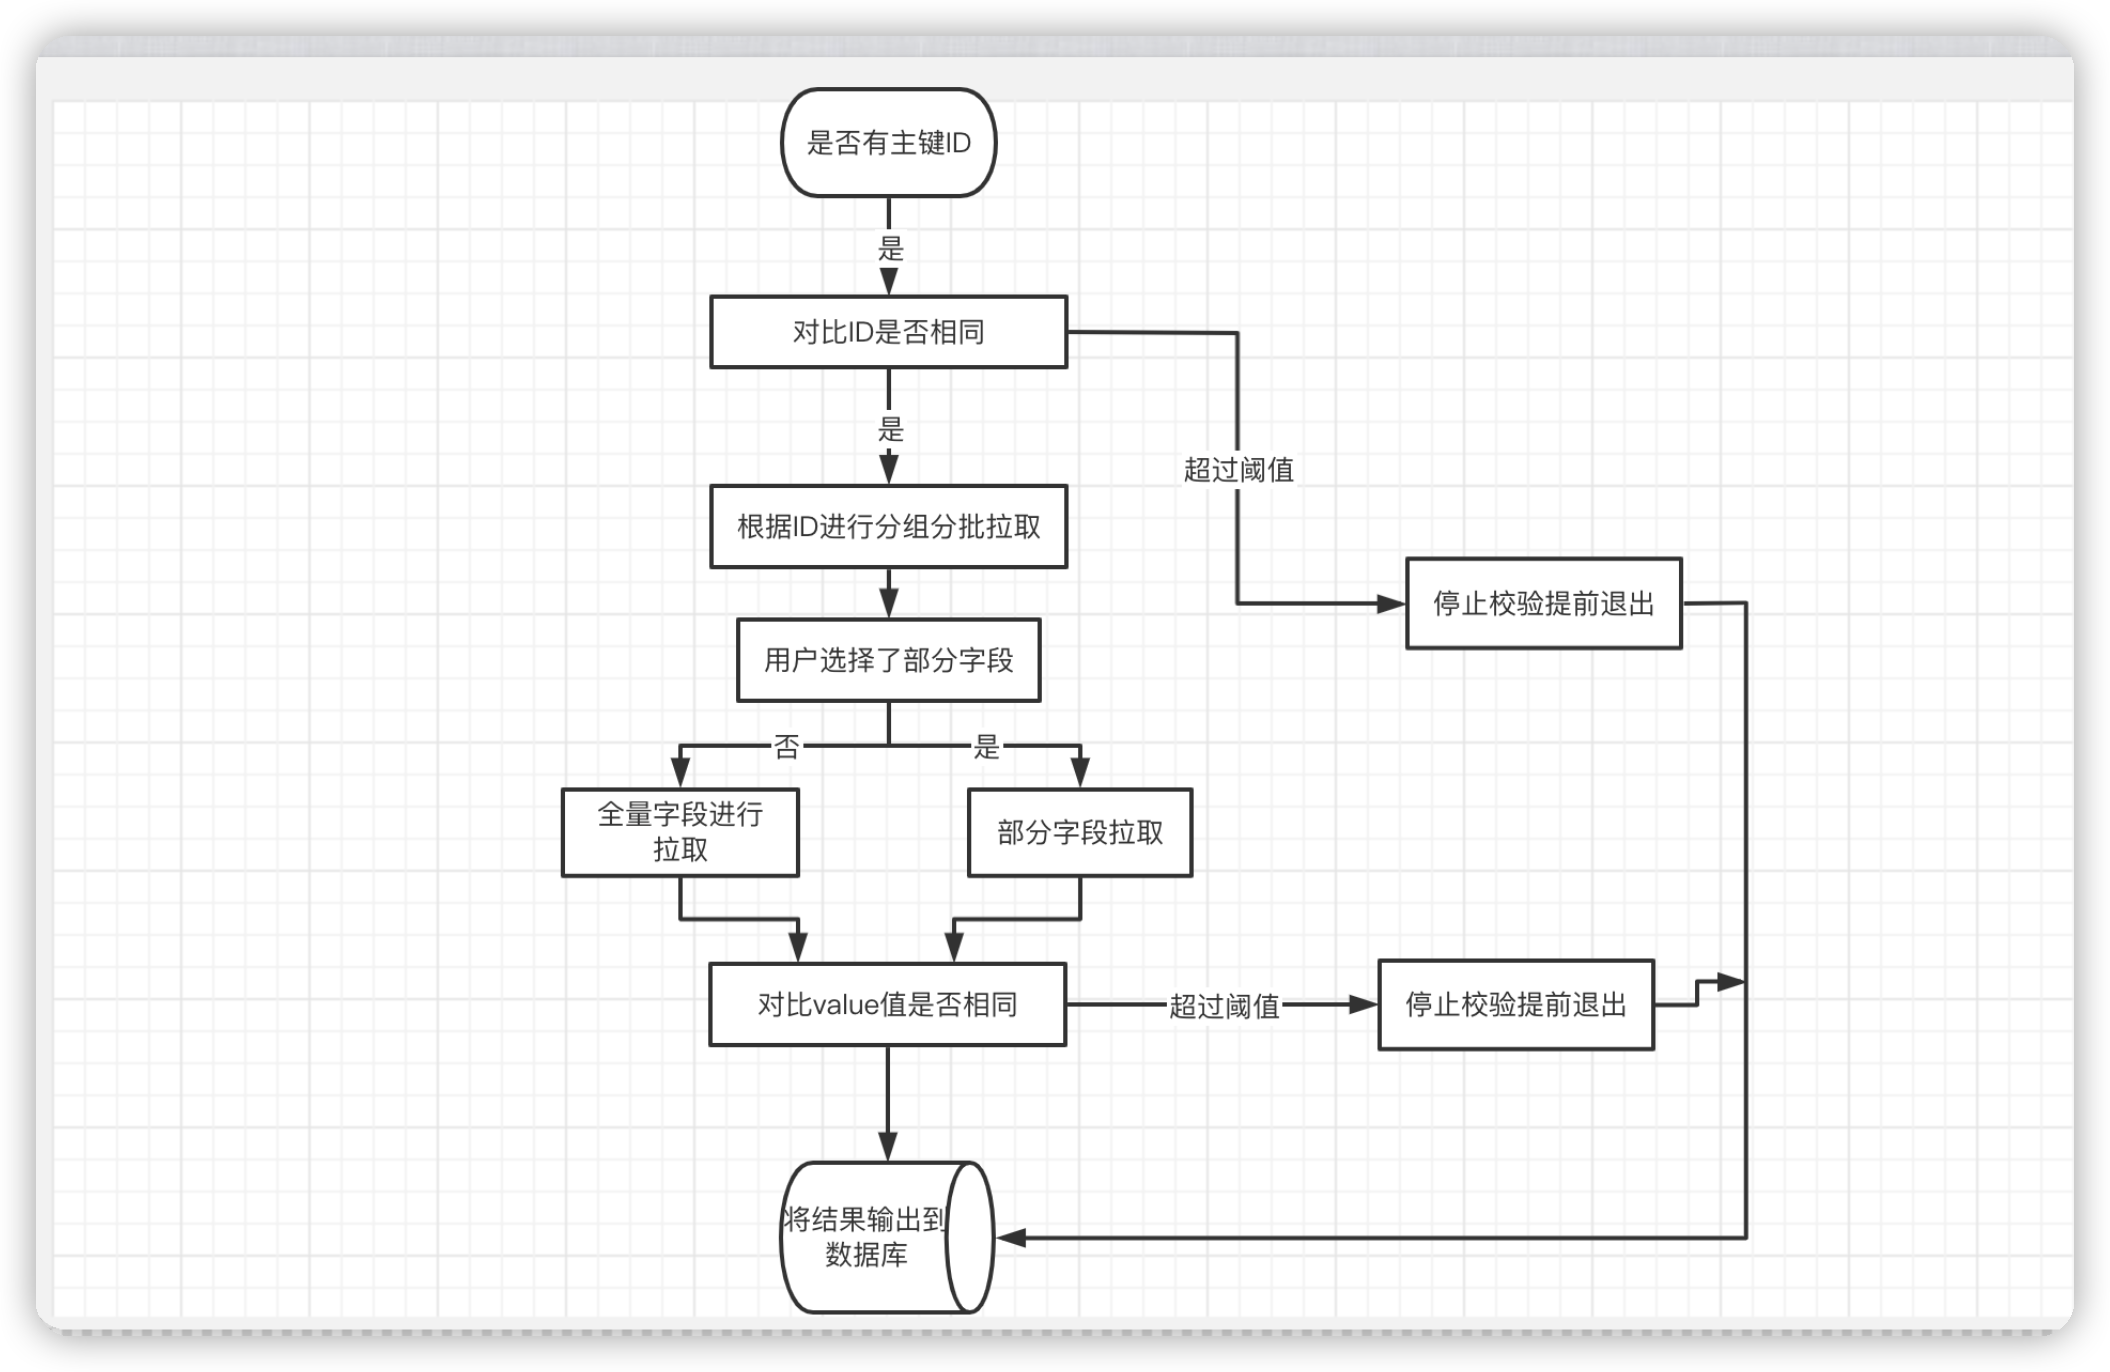 是否有主键ID
是
对比ID是否相同
是
超过阈值
根据ID进行分组分批拉取
停止校验提前退出
用户选择了部分字段
否
是
全量字段进行
拉取
部分字段拉取
对比value值是否相同
超过阈值
停止校验提前退出
将结果输出到
数据库